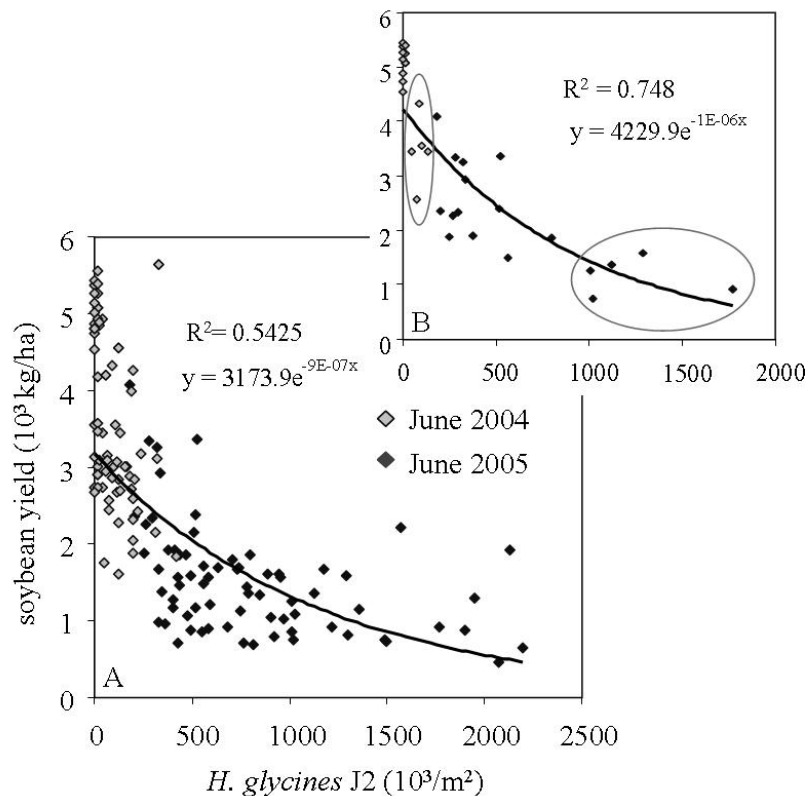 6
5
4
3
2
1
0
R² = 0.748
y = 4229.9e^-1E-06x
B
0 500 1000 1500 2000
6
5
4
3
2
1
0
R²= 0.5425
y = 3173.9e^-9E-07x
June 2004
June 2005
A
0 500 1000 1500 2000 2500
soybean yield (10³ kg/ha)
H. glycines J2 (10³/m²)